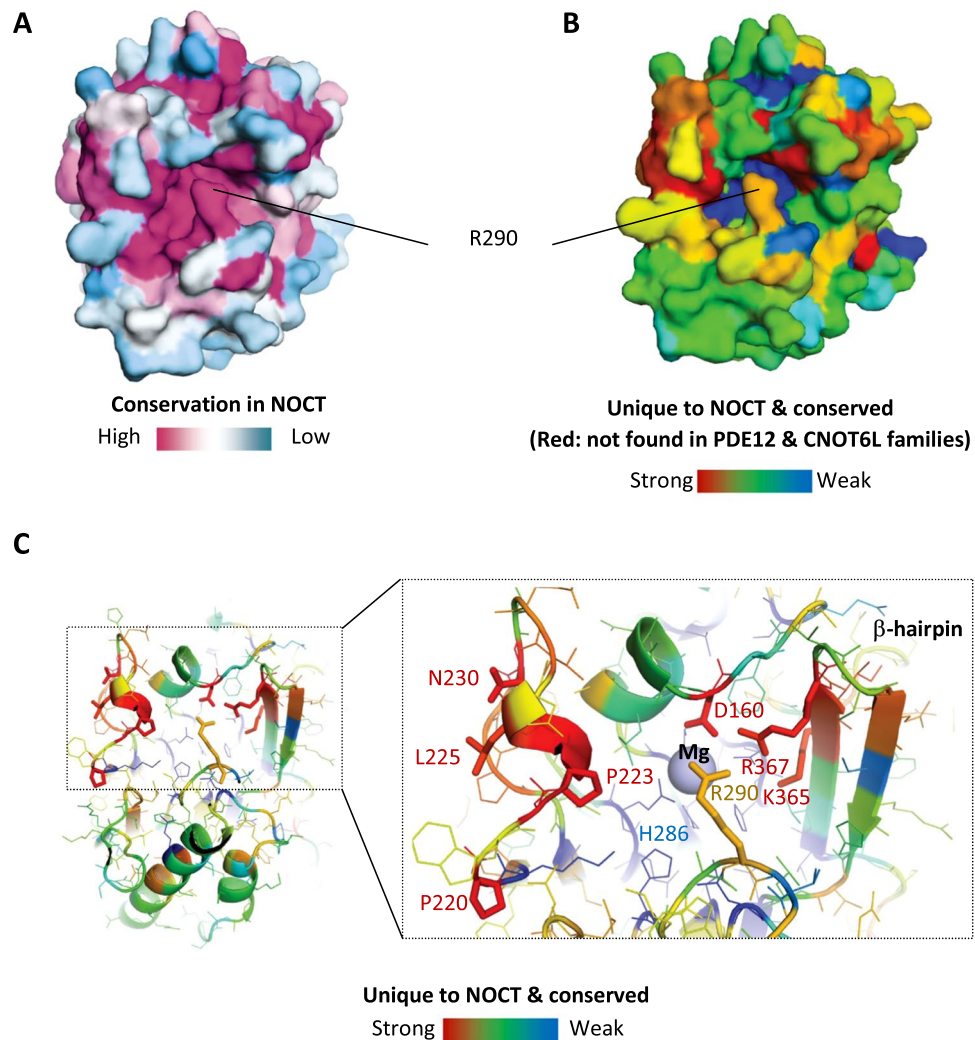 A
B
R290
Conservation in NOCT
High Low
Unique to NOCT & conserved
(Red: not found in PDE12 & CNOT6L families)
Strong Weak
C
β-hairpin
N230
D160
L225
Mg
P223
R367
R290
K365
H286
P220
Unique to NOCT & conserved
Strong Weak